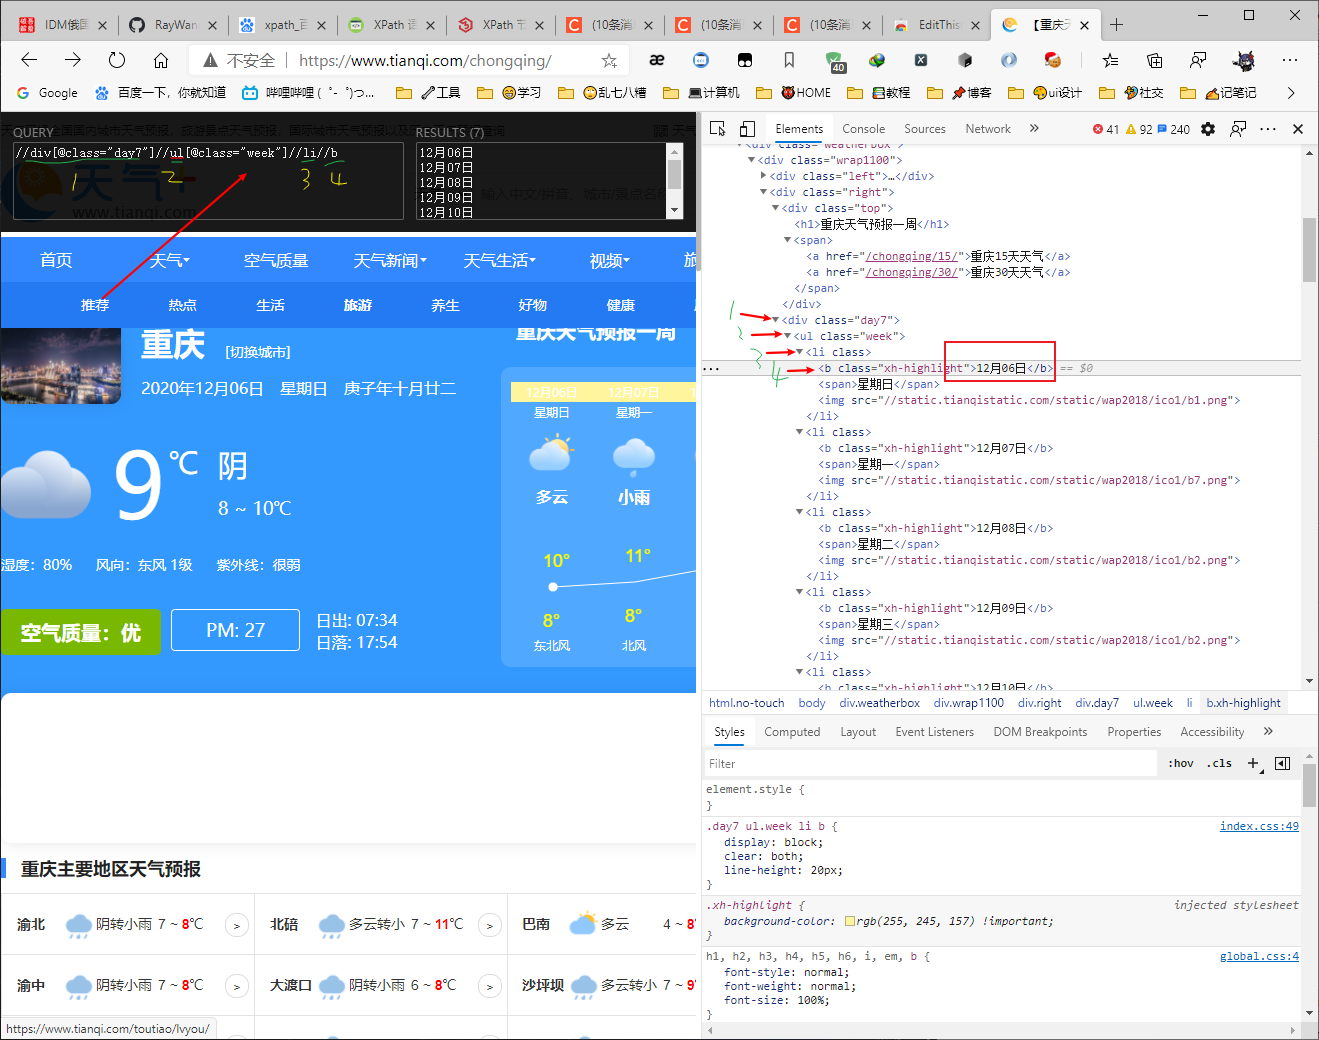 IDM俄
RayWan
xpath_百
XPath 语
XPath 节
(10条消
(10条消
(10条消
EditThis
【重庆天
不安全
https://www.tianqi.com/chongqing/
40
Google
百度一下，你就知道
哔哩哔哩 ( ゜- ゜)つ...
工具
学习
乱七八糟
计算机
HOME
教程
博客
ui设计
社交
记笔记
QUERY
//div[@class="day7"]//ul[@class="week"]//li//b
1 2 3 4
RESULTS (7)
12月06日
12月07日
12月08日
12月09日
12月10日
天气
www.tianqi.com
首页
天气
空气质量
天气新闻
天气生活
视频
推荐
热点
生活
旅游
养生
好物
健康
重庆
[切换城市]
2020年12月06日 星期日 庚子年十月廿二
9 ℃ 阴
8 ~ 10℃
湿度：80% 风向：东风 1级 紫外线：很弱
空气质量：优
PM: 27
日出: 07:34
日落: 17:54
重庆天气预报一周
12月06日 12月07日
星期日 星期一
多云 小雨
10° 11°
8° 8°
东北风 北风
重庆主要地区天气预报
渝北 阴转小雨 7 ~ 8℃ >
北碚 多云转小 7 ~ 11℃ >
巴南 多云 4 ~ 8
渝中 阴转小雨 7 ~ 8℃ >
大渡口 阴转小雨 6 ~ 8℃ >
沙坪坝 多云转小 7 ~ 9
https://www.tianqi.com/toutiao/lvyou/
Elements Console Sources Network »
41 92 240
<div class="wrap1100">
<div class="left">…</div>
<div class="right">
<div class="top">
<h1>重庆天气预报一周</h1>
<span>
<a href="/chongqing/15/">重庆15天天气</a>
<a href="/chongqing/30/">重庆30天天气</a>
</span>
</div>
1 <div class="day7">
2 <ul class="week">
3 <li class>
4 <b class="xh-highlight">12月06日</b> == $0
<span>星期日</span>
<img src="//static.tianqistatic.com/static/wap2018/ico1/b1.png">
</li>
<li class>
<b class="xh-highlight">12月07日</b>
<span>星期一</span>
<img src="//static.tianqistatic.com/static/wap2018/ico1/b7.png">
</li>
<li class>
<b class="xh-highlight">12月08日</b>
<span>星期二</span>
<img src="//static.tianqistatic.com/static/wap2018/ico1/b2.png">
</li>
<li class>
<b class="xh-highlight">12月09日</b>
<span>星期三</span>
<img src="//static.tianqistatic.com/static/wap2018/ico1/b2.png">
</li>
<li class>
<b class="xh-highlight">12月10日</b>
html.no-touch body div.weatherbox div.wrap1100 div.right div.day7 ul.week li b.xh-highlight
Styles Computed Layout Event Listeners DOM Breakpoints Properties Accessibility »
Filter
:hov .cls +
element.style {
}
.day7 ul.week li b { index.css:49
display: block;
clear: both;
line-height: 20px;
}
.xh-highlight { injected stylesheet
background-color: rgb(255, 245, 157) !important;
}
h1, h2, h3, h4, h5, h6, i, em, b { global.css:4
font-style: normal;
font-weight: normal;
font-size: 100%;
}